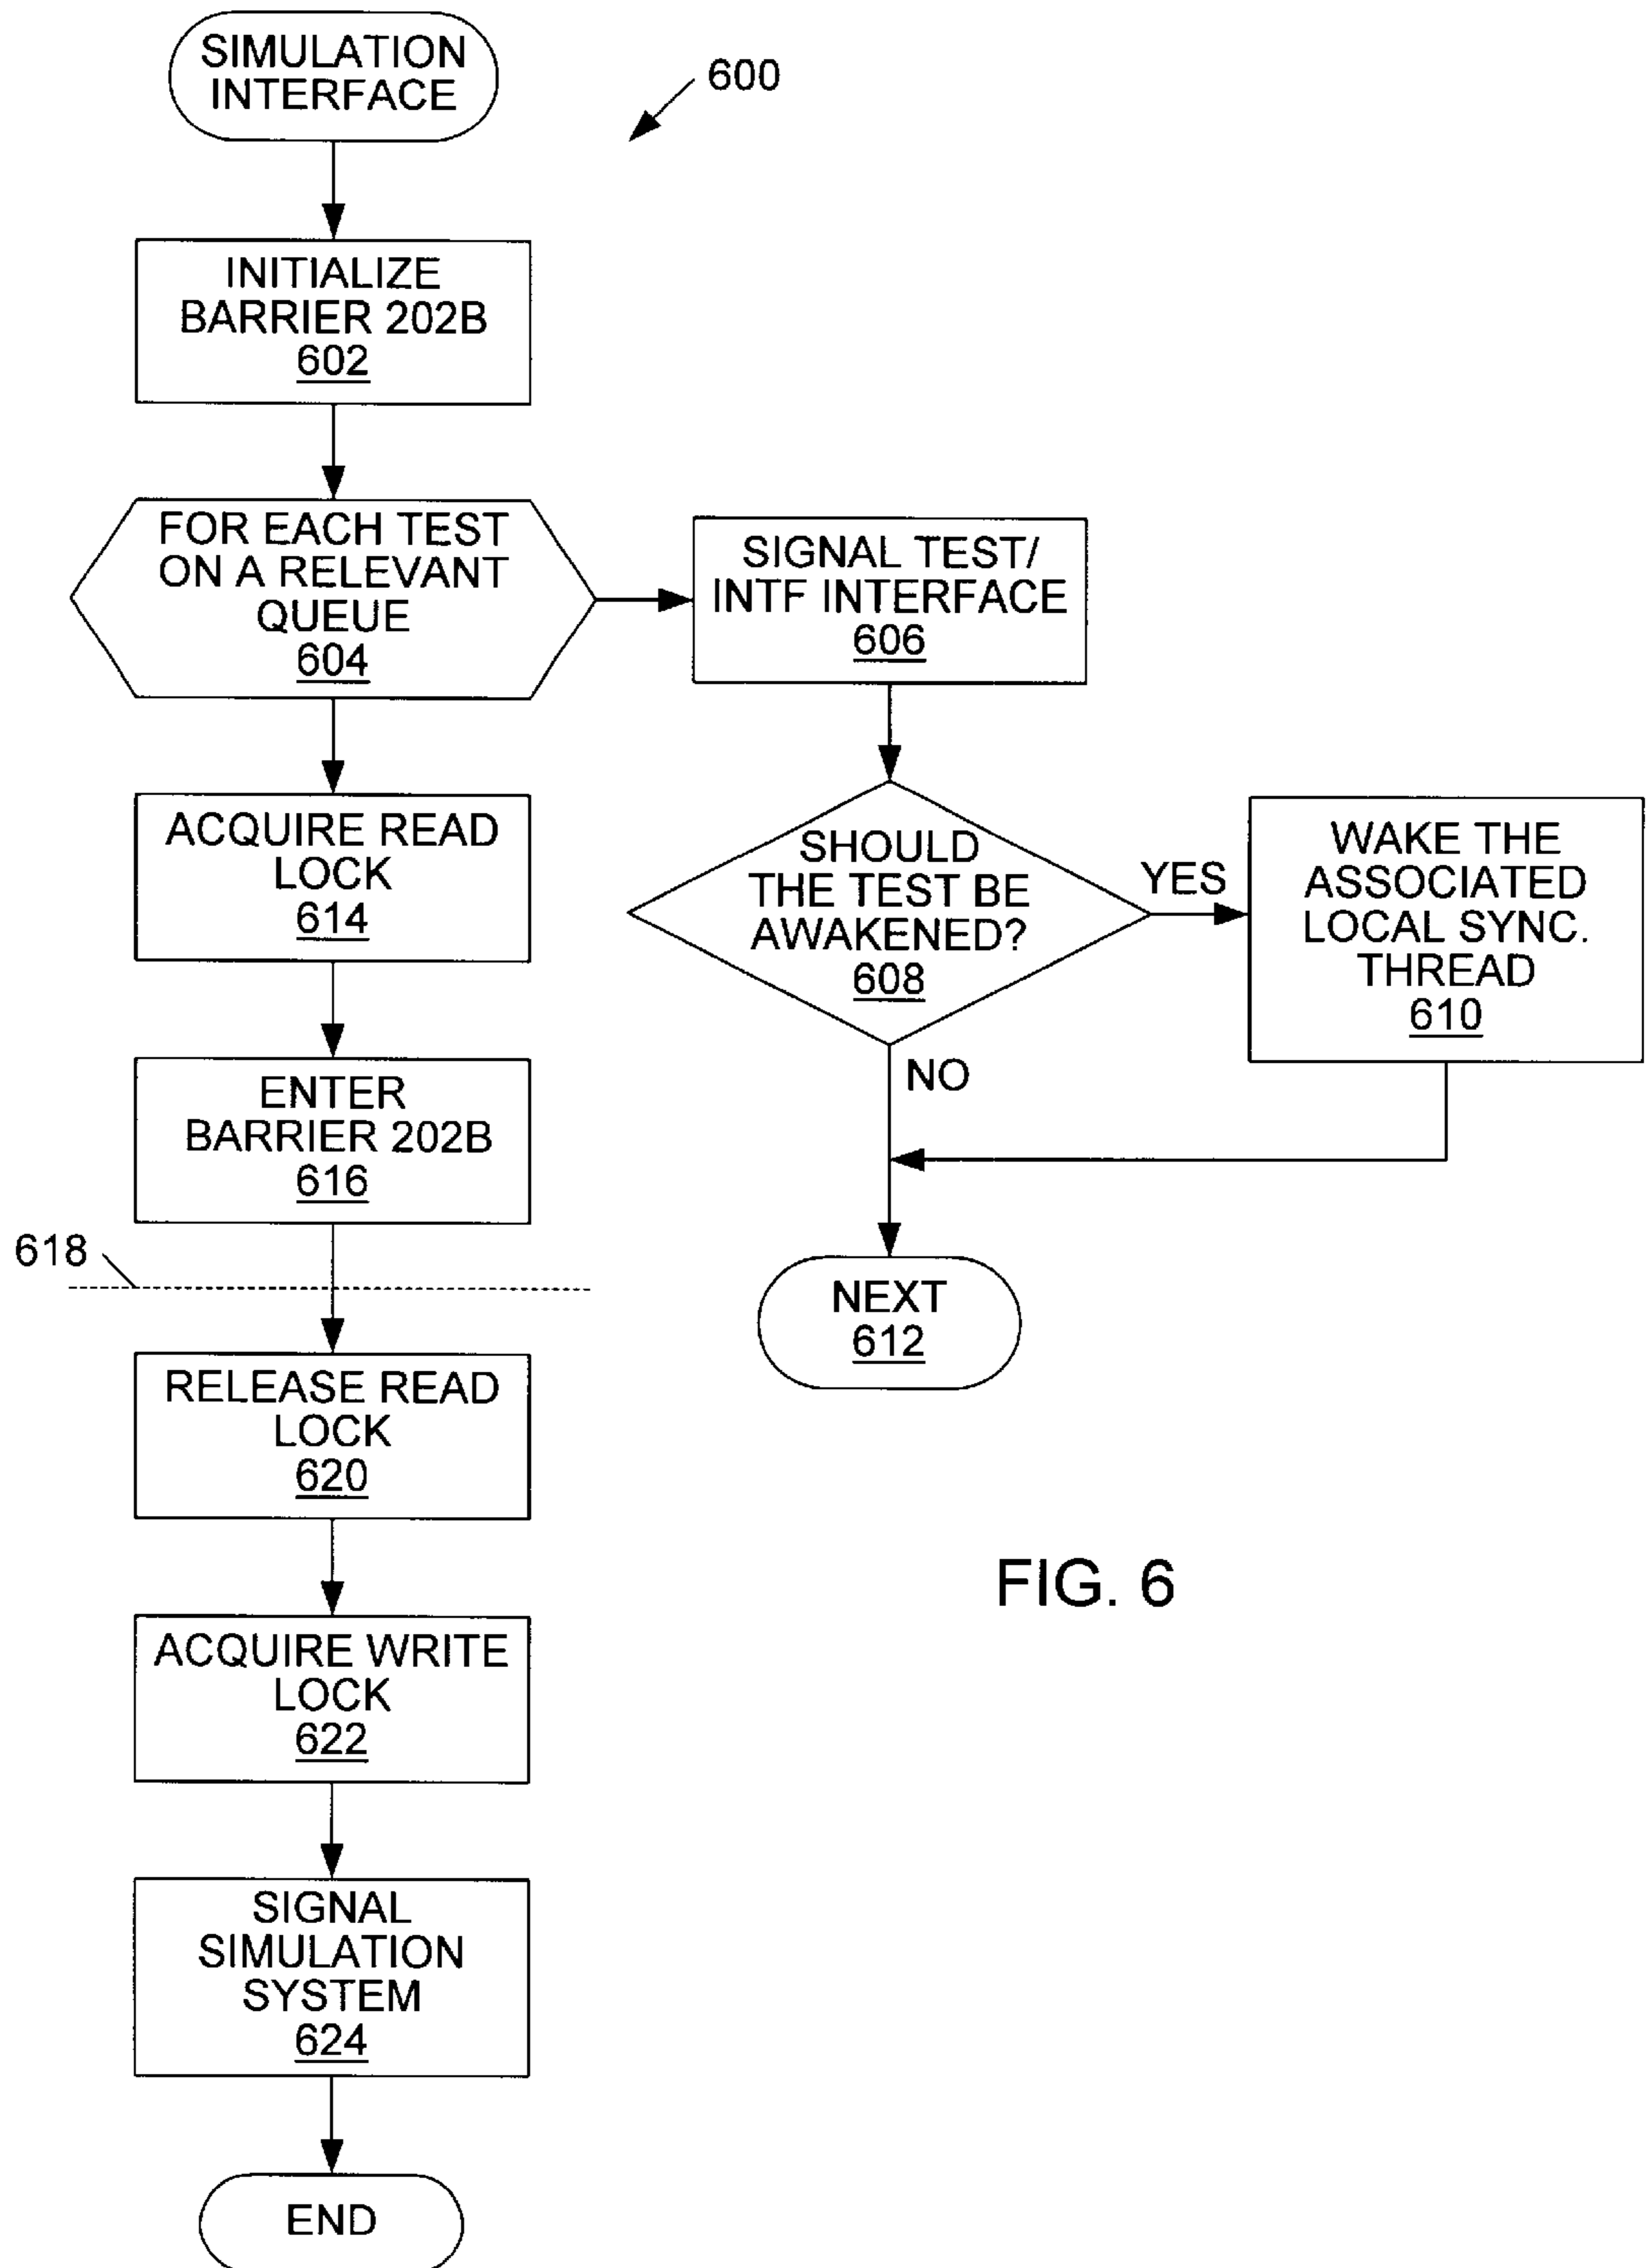 SIMULATION
INTERFACE
600
INITIALIZE
BARRIER 202B
602
FOR EACH TEST
ON A RELEVANT
QUEUE
604
SIGNAL TEST/
INTF INTERFACE
606
SHOULD
THE TEST BE
AWAKENED?
608
YES
WAKE THE
ASSOCIATED
LOCAL SYNC.
THREAD
610
NO
NEXT
612
ACQUIRE READ
LOCK
614
ENTER
BARRIER 202B
616
618
RELEASE READ
LOCK
620
ACQUIRE WRITE
LOCK
622
SIGNAL
SIMULATION
SYSTEM
624
END
FIG. 6